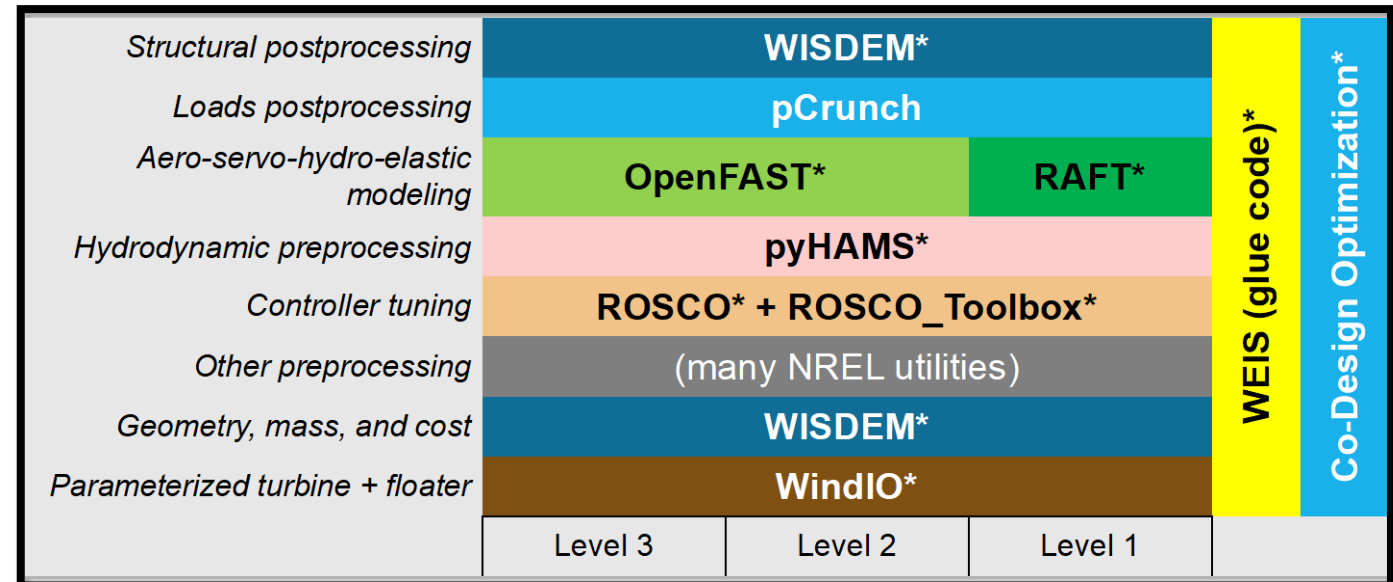 Structural postprocessing
WISDEM*
Loads postprocessing
pCrunch
Aero-servo-hydro-elastic
modeling
OpenFAST*
RAFT*
Hydrodynamic preprocessing
pyHAMS*
Controller tuning
ROSCO* + ROSCO_Toolbox*
Other preprocessing
(many NREL utilities)
Geometry, mass, and cost
WISDEM*
Parameterized turbine + floater
WindIO*
Level 3
Level 2
Level 1
WEIS (glue code)*
Co-Design Optimization*